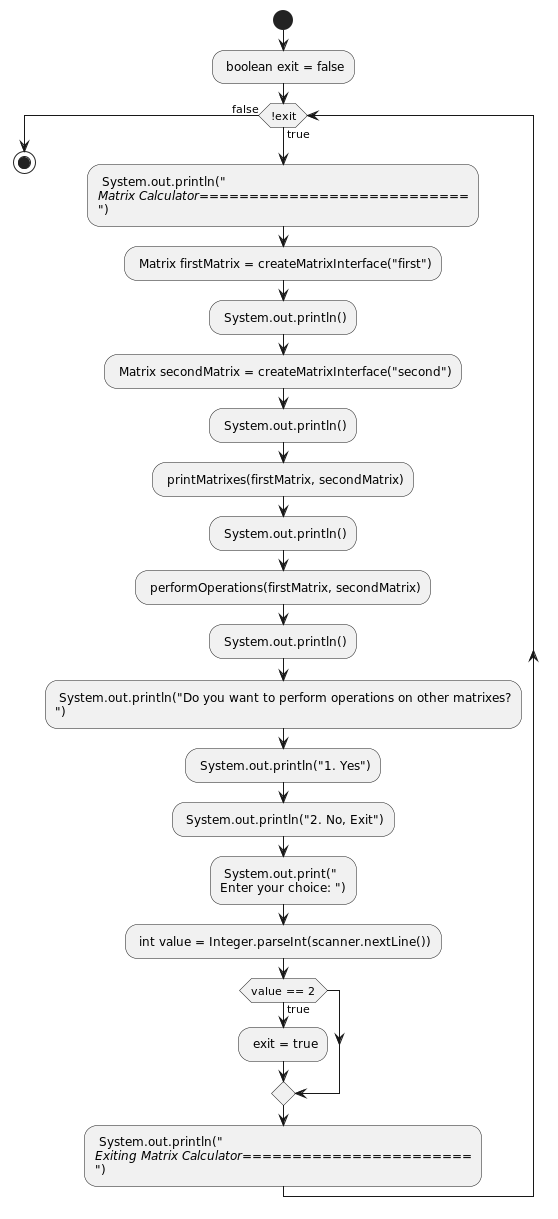 boolean exit = false
false
!exit
true
System.out.println("
Matrix Calculator===========================
")
Matrix firstMatrix = createMatrixInterface("first")
System.out.println()
Matrix secondMatrix = createMatrixInterface("second")
System.out.println()
printMatrixes(firstMatrix, secondMatrix)
System.out.println()
performOperations(firstMatrix, secondMatrix)
System.out.println()
System.out.println("Do you want to perform operations on other matrixes?
")
System.out.println("1. Yes")
System.out.println("2. No, Exit")
System.out.print("
Enter your choice: ")
int value = Integer.parseInt(scanner.nextLine())
value == 2
true
exit = true
System.out.println("
Exiting Matrix Calculator=======================
")